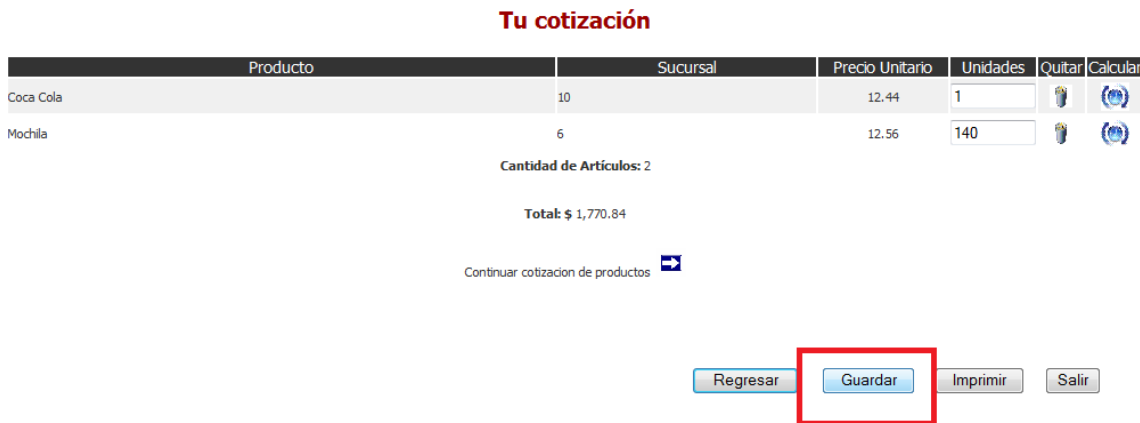 Tu cotización
Producto Sucursal Precio Unitario Unidades Quitar Calcular
Coca Cola 10 12.44 1
Mochila 6 12.56 140
Cantidad de Artículos: 2
Total: $ 1,770.84
Continuar cotizacion de productos
Regresar Guardar Imprimir Salir